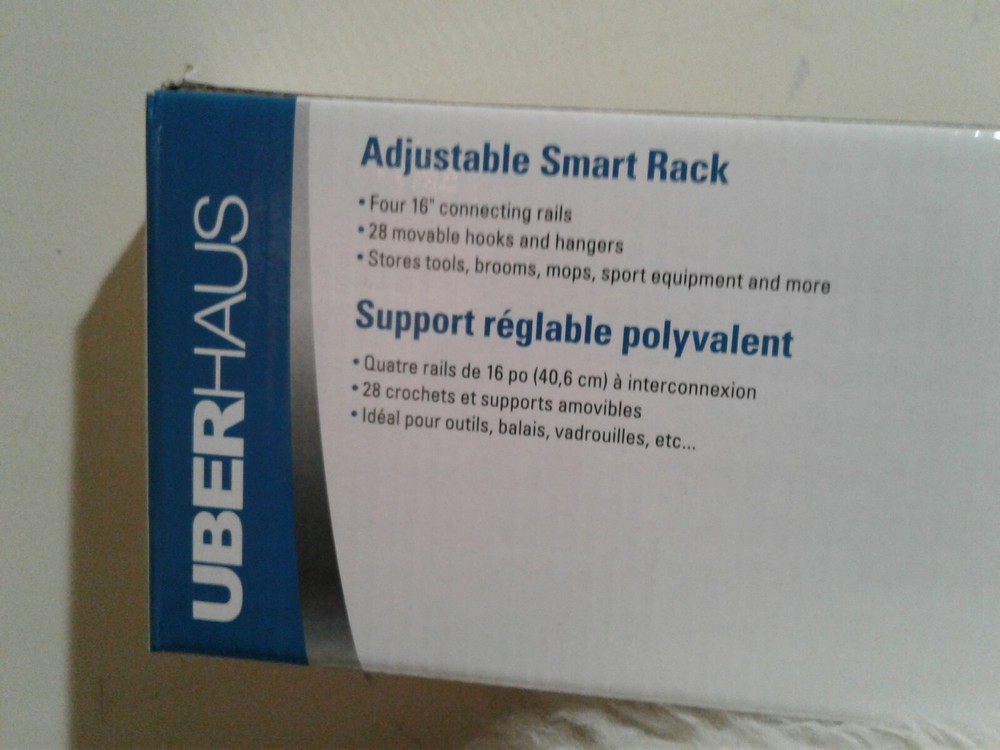 UBERHAUS
Adjustable Smart Rack
• Four 16" connecting rails
• 28 movable hooks and hangers
• Stores tools, brooms, mops, sport equipment and more
Support réglable polyvalent
• Quatre rails de 16 po (40,6 cm) à interconnexion
• 28 crochets et supports amovibles
• Idéal pour outils, balais, vadrouilles, etc...